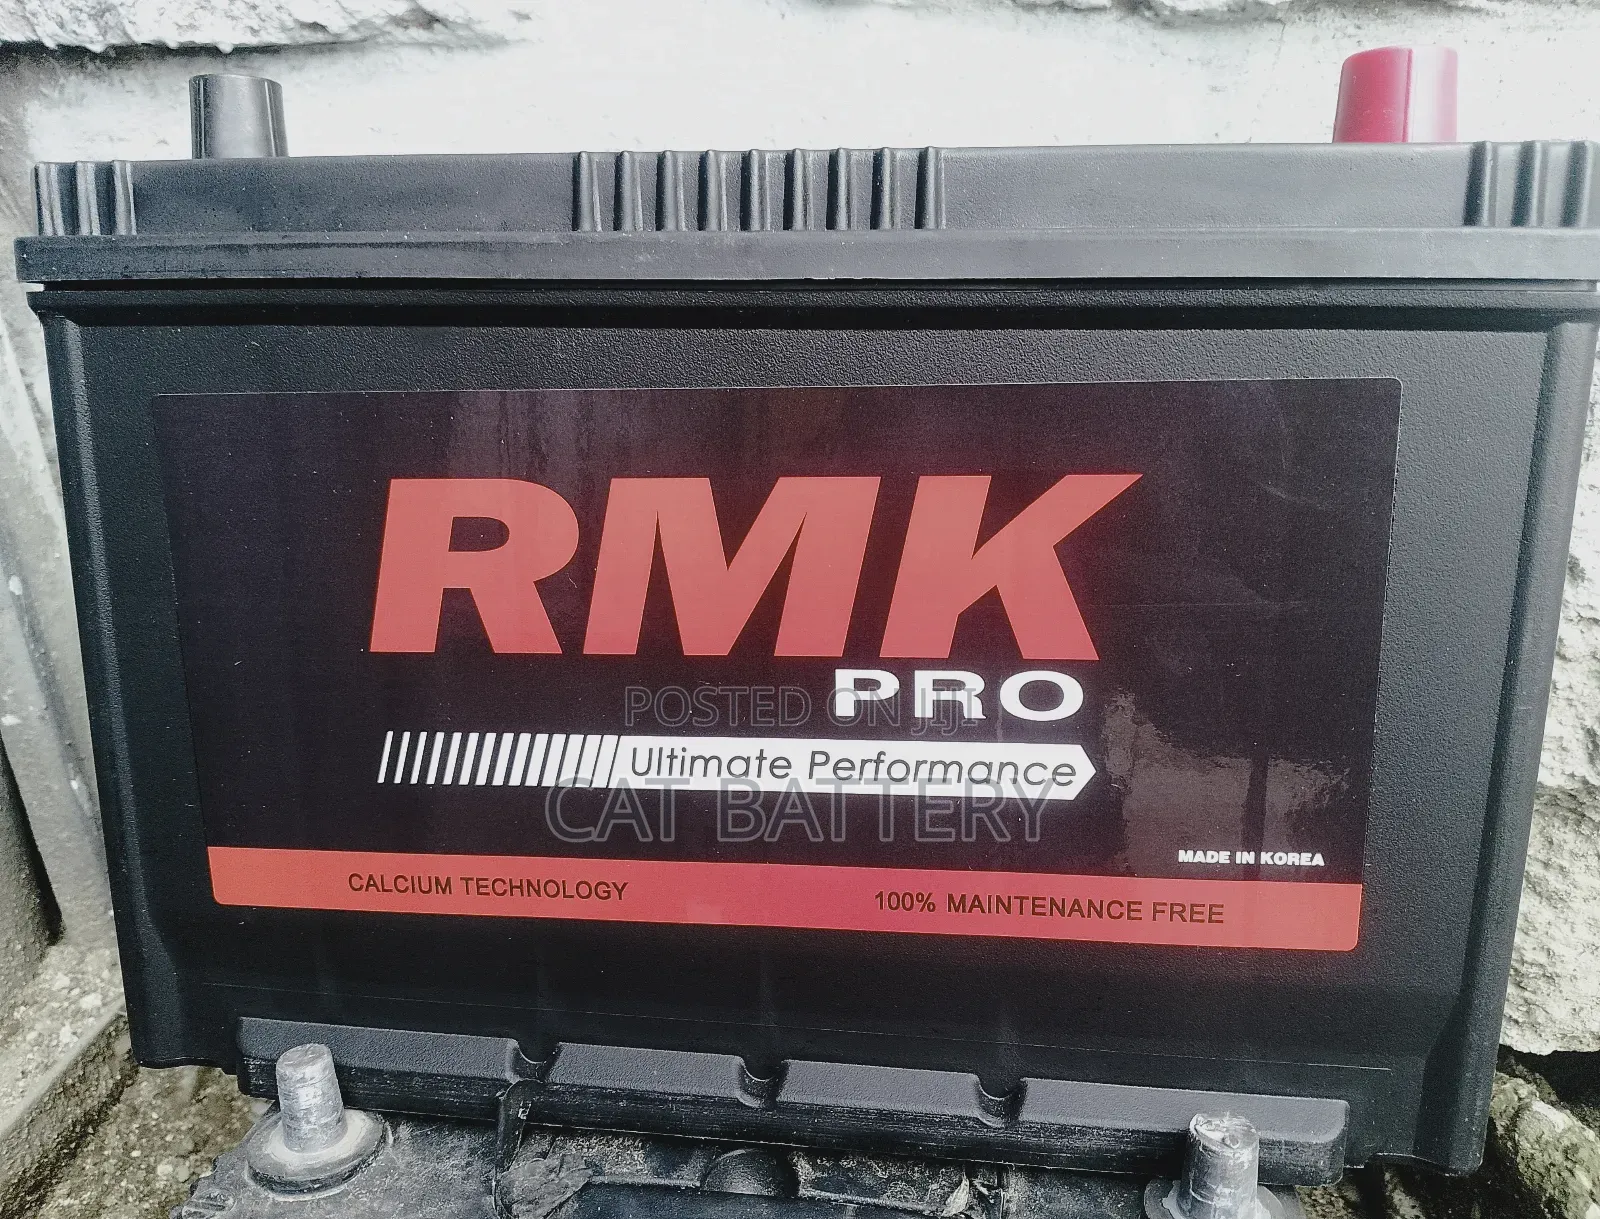 RMK
PRO
POSTED ON JIJI
Ultimate Performance
CAT BATTERY
MADE IN KOREA
CALCIUM TECHNOLOGY
100% MAINTENANCE FREE